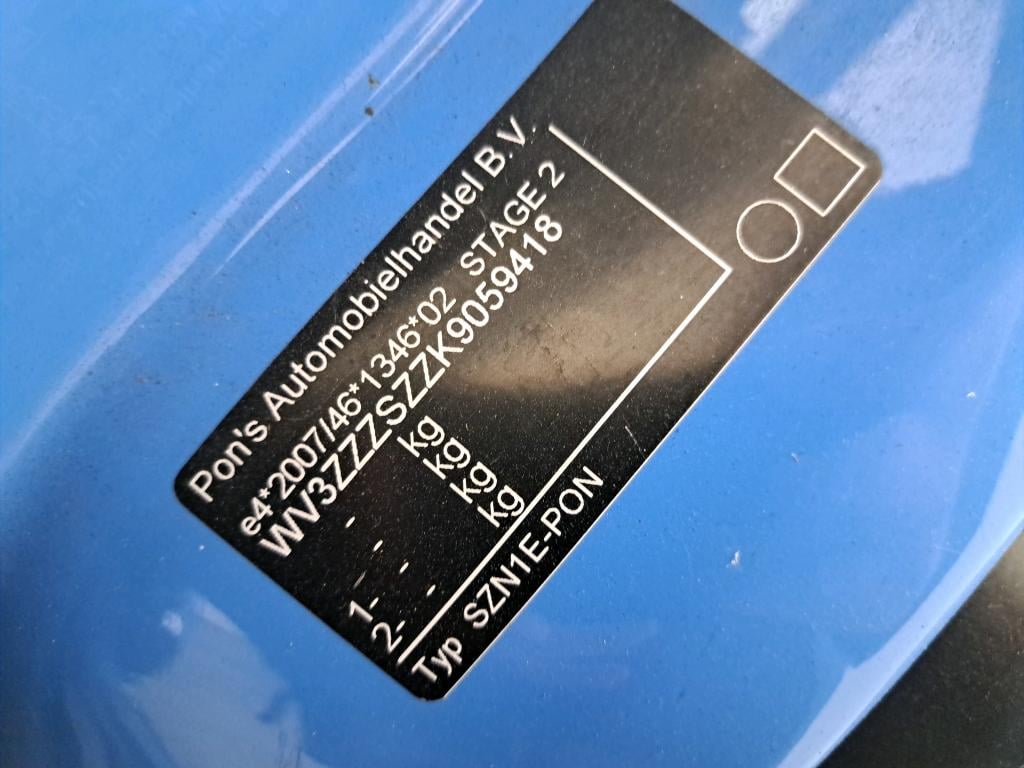 Pon's Automobielhandel B.V.
e4*2007/46*1346*02 STAGE 2
WV3ZZZSZZK9059418
- kg
- kg
1- - kg
2- - kg
Typ SZN1E-PON